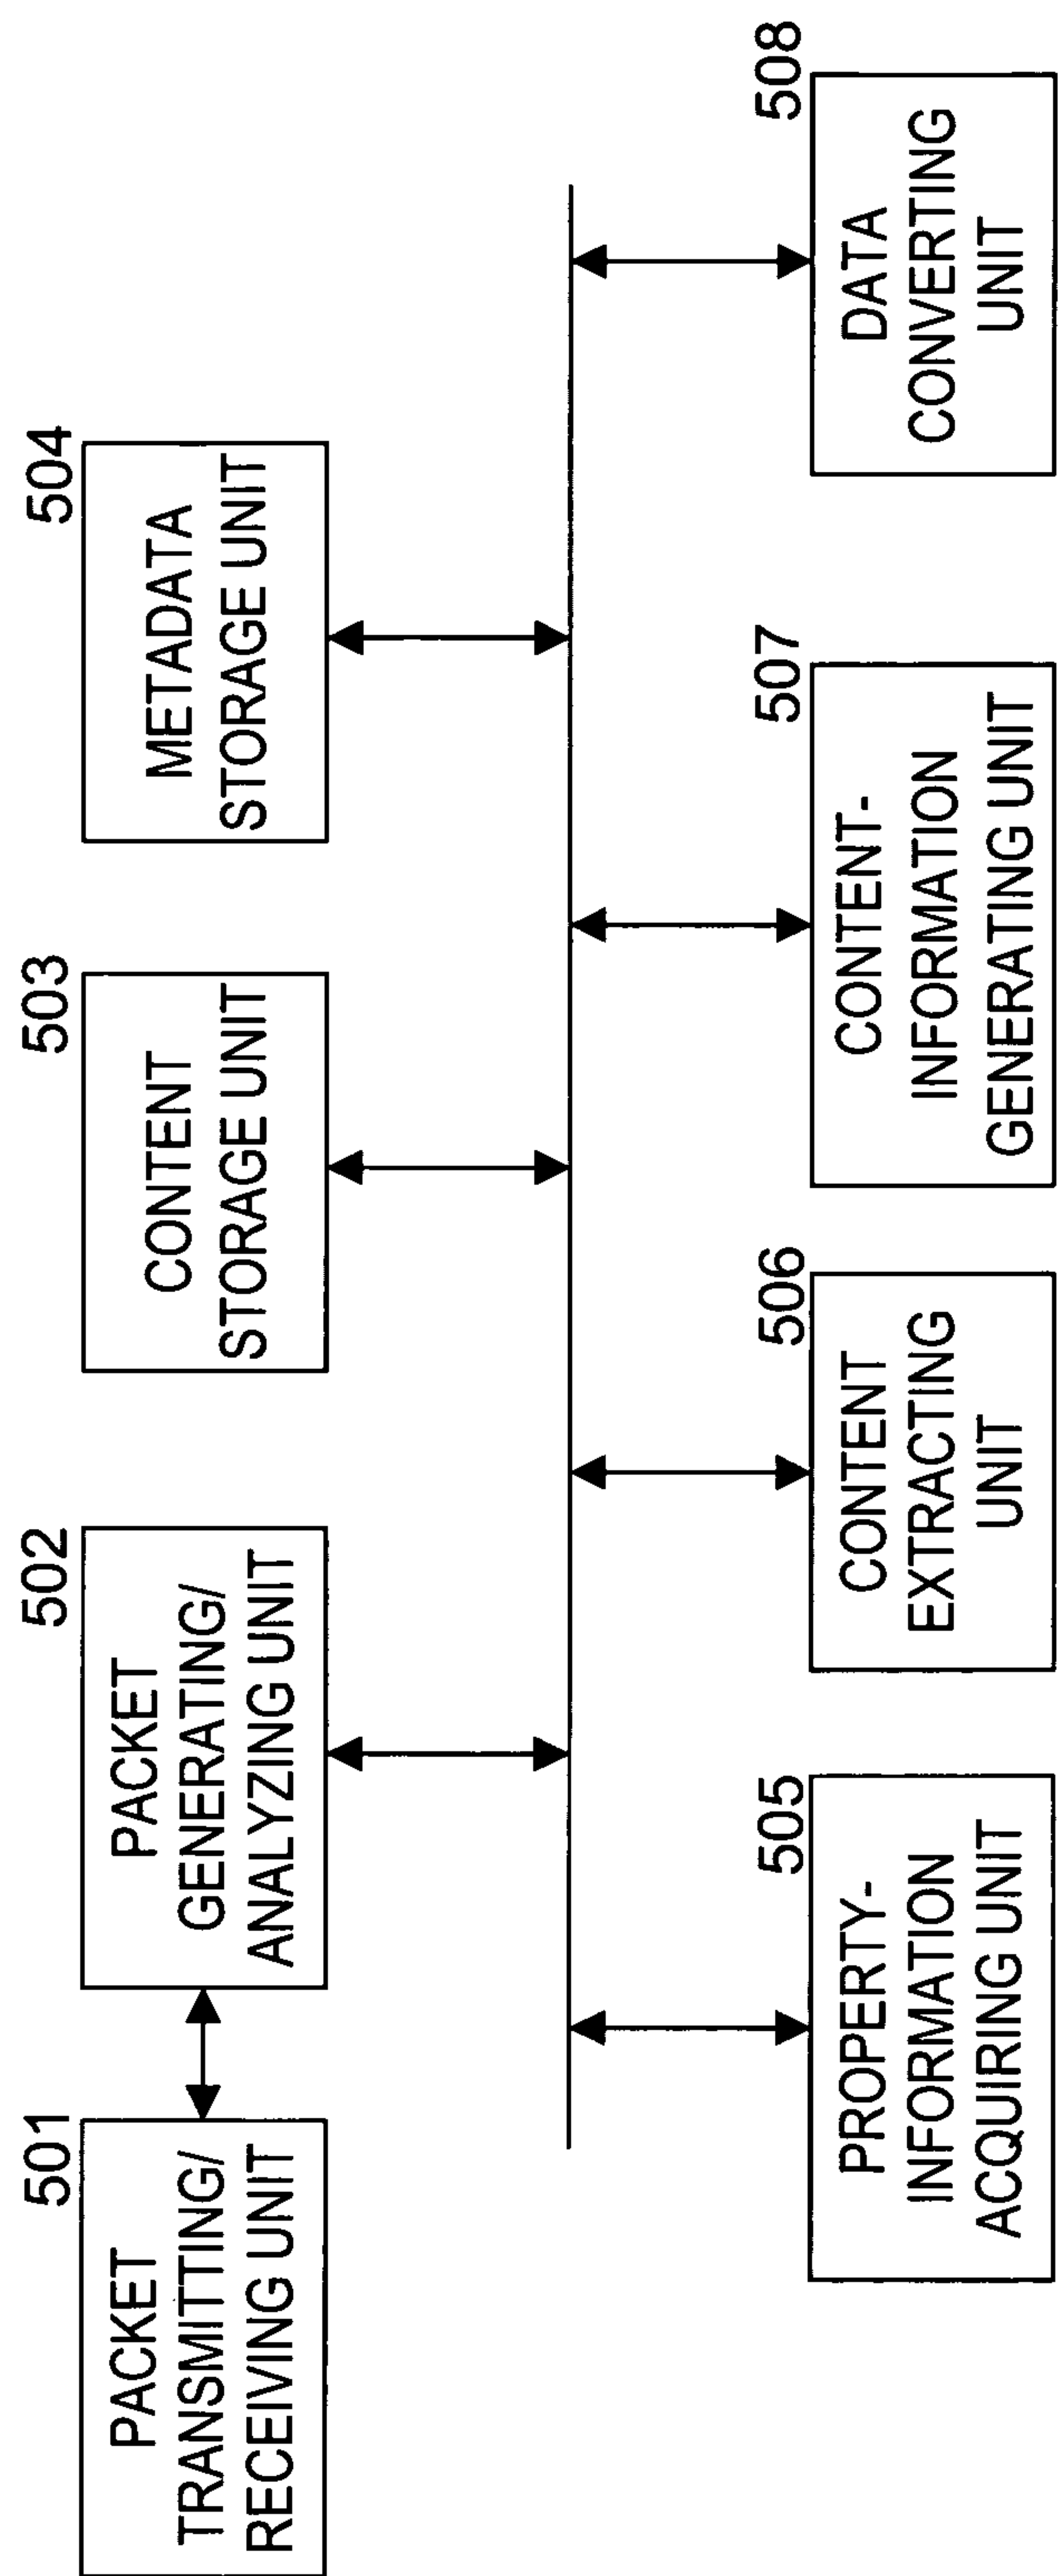 501
PACKET
TRANSMITTING/
RECEIVING UNIT
502
PACKET
GENERATING/
ANALYZING UNIT
503
CONTENT
STORAGE UNIT
504
METADATA
STORAGE UNIT
505
PROPERTY-
INFORMATION
ACQUIRING UNIT
506
CONTENT
EXTRACTING
UNIT
507
CONTENT-
INFORMATION
GENERATING UNIT
508
DATA
CONVERTING
UNIT